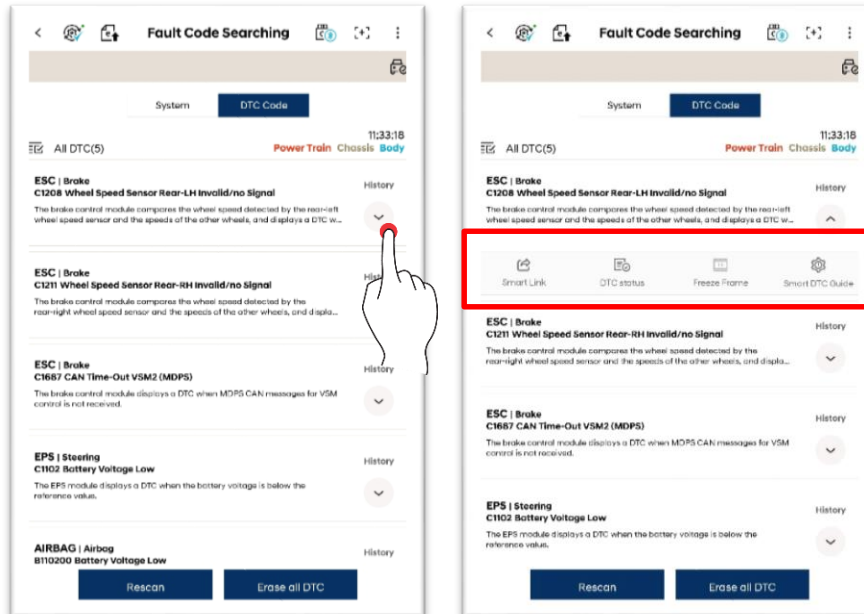 Fault Code Searching
System DTC Code
11:33:18
All DTC(5) Power Train Chassis Body
ESC | Brake
C1208 Wheel Speed Sensor Rear-LH Invalid/no Signal
History
The brake control module compares the wheel speed detected by the rear-left
wheel speed sensor and the speeds of the other wheels, and displays a DTC w...
ESC | Brake
C1211 Wheel Speed Sensor Rear-RH Invalid/no Signal
The brake control module compares the wheel speed detected by the
rear-right wheel speed sensor and the speeds of the other wheels, and displa...
ESC | Brake
C1687 CAN Time-Out VSM2 (MDPS)
History
The brake control module displays a DTC when MDPS CAN messages for VSM
control is not received.
EPS | Steering
C1102 Battery Voltage Low
History
The EPS module displays a DTC when the battery voltage is below the
reference value.
AIRBAG | Airbag
B110200 Battery Voltage Low
History
Rescan Erase all DTC
Fault Code Searching
System DTC Code
11:33:18
All DTC(5) Power Train Chassis Body
ESC | Brake
C1208 Wheel Speed Sensor Rear-LH Invalid/no Signal
History
The brake control module compares the wheel speed detected by the rear-left
wheel speed sensor and the speeds of the other wheels, and displays a DTC w...
Smart Link DTC status Freeze Frame Smart DTC Guide
ESC | Brake
C1211 Wheel Speed Sensor Rear-RH Invalid/no Signal
History
The brake control module compares the wheel speed detected by the
rear-right wheel speed sensor and the speeds of the other wheels, and displa...
ESC | Brake
C1687 CAN Time-Out VSM2 (MDPS)
History
The brake control module displays a DTC when MDPS CAN messages for VSM
control is not received.
EPS | Steering
C1102 Battery Voltage Low
History
The EPS module displays a DTC when the battery voltage is below the
reference value.
Rescan Erase all DTC